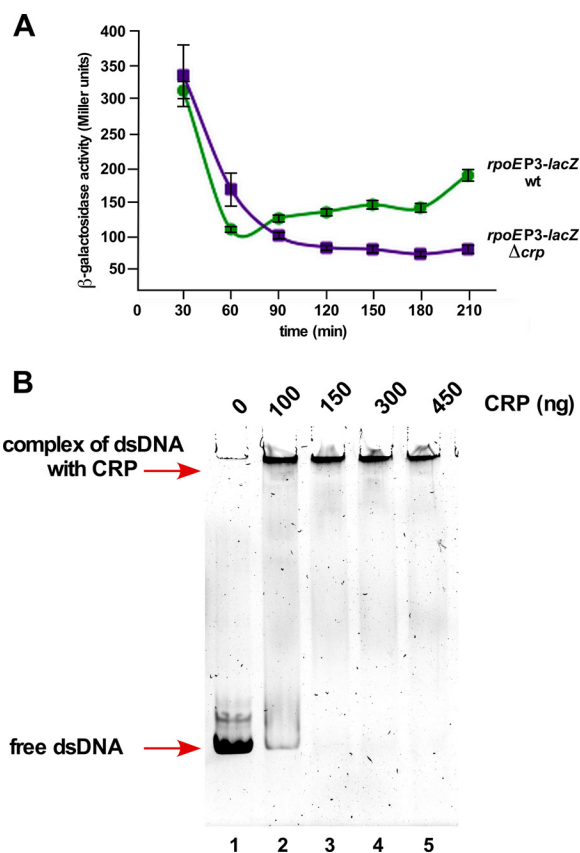 A
β-galactosidase activity (Miller units)
400
350
300
250
200
150
100
50
0
30
60
90
120
150
180
210
time (min)
rpoEP3-lacZ
wt
rpoEP3-lacZ
Δcrp
B
0
100
150
300
450
CRP (ng)
complex of dsDNA
with CRP
free dsDNA
1
2
3
4
5